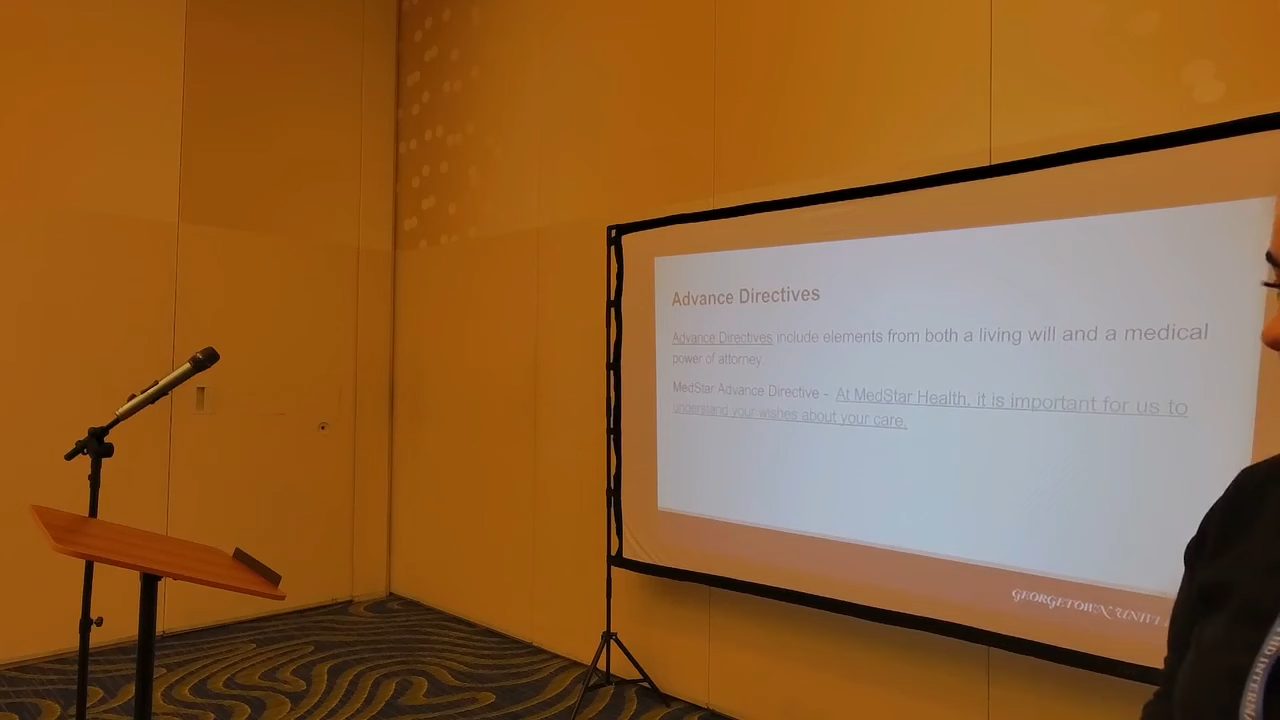 Advance Directives
Advance Directives include elements from both a living will and a medical
power of attorney.
MedStar Advance Directive - At MedStar Health, it is important for us to
understand your wishes about your care.
GEORGETOWN